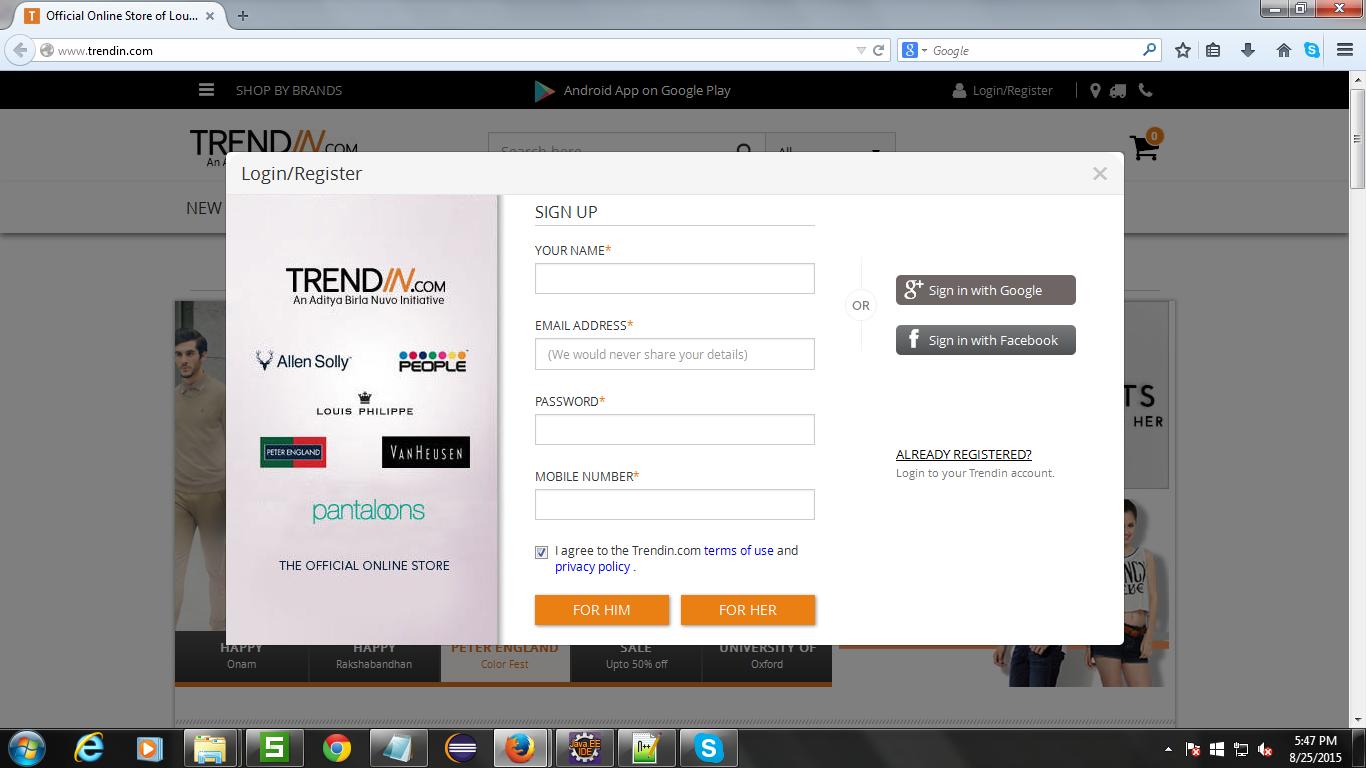 Official Online Store of Lou...
www.trendin.com
Google
SHOP BY BRANDS
Android App on Google Play
Login/Register
TRENDIN.COM
Search here
All
0
NEW
Login/Register
TRENDIN.COM
An Aditya Birla Nuvo Initiative
Allen Solly
PEOPLE
LOUIS PHILIPPE
PETER ENGLAND
VANHEUSEN
pantaloons
THE OFFICIAL ONLINE STORE
SIGN UP
YOUR NAME*
EMAIL ADDRESS*
(We would never share your details)
PASSWORD*
MOBILE NUMBER*
I agree to the Trendin.com terms of use and
privacy policy .
FOR HIM
FOR HER
OR
Sign in with Google
Sign in with Facebook
ALREADY REGISTERED?
Login to your Trendin account.
HER
HAPPY
Onam
HAPPY
Rakshabandhan
PETER ENGLAND
Color Fest
SALE
Upto 50% off
UNIVERSITY OF
Oxford
Java EE
IDE
5:47 PM
8/25/2015